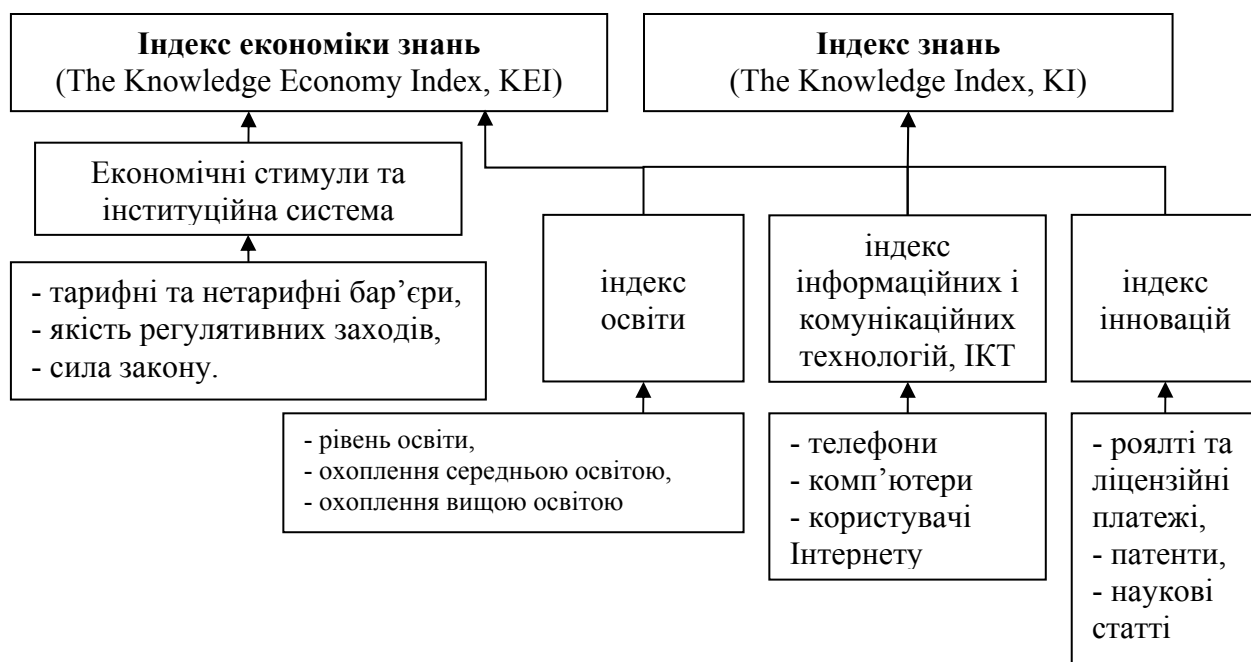 Індекс економіки знань
(The Knowledge Economy Index, KEI)
Індекс знань
(The Knowledge Index, KI)
Економічні стимули та
інституційна система
- тарифні та нетарифні бар’єри,
- якість регулятивних заходів,
- сила закону.
індекс
освіти
індекс
інформаційних і
комунікаційних
технологій, ІКТ
індекс
інновацій
- рівень освіти,
- охоплення середньою освітою,
- охоплення вищою освітою
- телефони
- комп’ютери
- користувачі
Інтернету
- роялті та
ліцензійні
платежі,
- патенти,
- наукові
статті